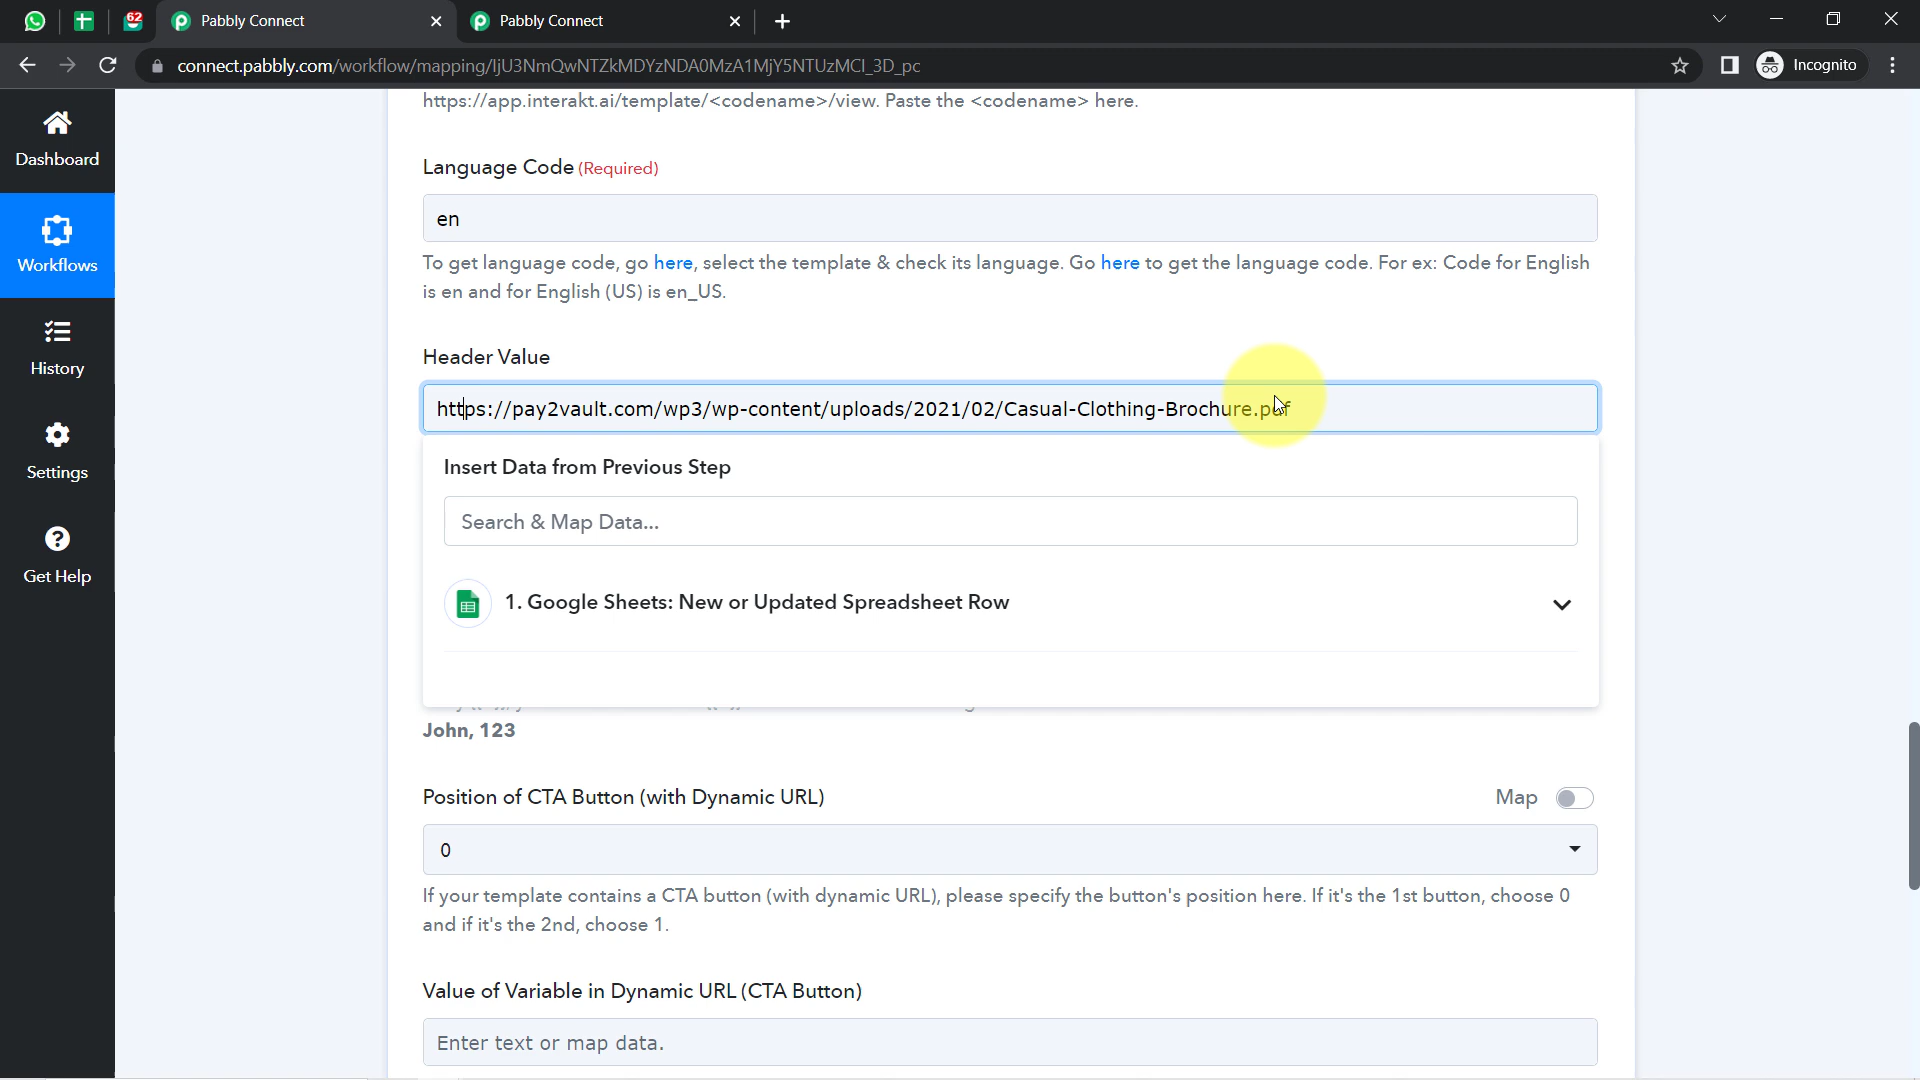 62
Pabbly Connect
Pabbly Connect
connect.pabbly.com/workflow/mapping/IjU3NmQwNTZkMDYzNDA0MzA1MjY5NTUzMCI_3D_pc
Incognito
Dashboard
Workflows
History
Settings
Get Help
https://app.interakt.ai/template/<codename>/view. Paste the <codename> here.
Language Code (Required)
en
To get language code, go here, select the template & check its language. Go here to get the language code. For ex: Code for English
is en and for English (US) is en_US.
Header Value
https://pay2vault.com/wp3/wp-content/uploads/2021/02/Casual-Clothing-Brochure.pdf
Insert Data from Previous Step
Search & Map Data...
1. Google Sheets: New or Updated Spreadsheet Row
John, 123
Position of CTA Button (with Dynamic URL)
Map
0
If your template contains a CTA button (with dynamic URL), please specify the button's position here. If it's the 1st button, choose 0
and if it's the 2nd, choose 1.
Value of Variable in Dynamic URL (CTA Button)
Enter text or map data.